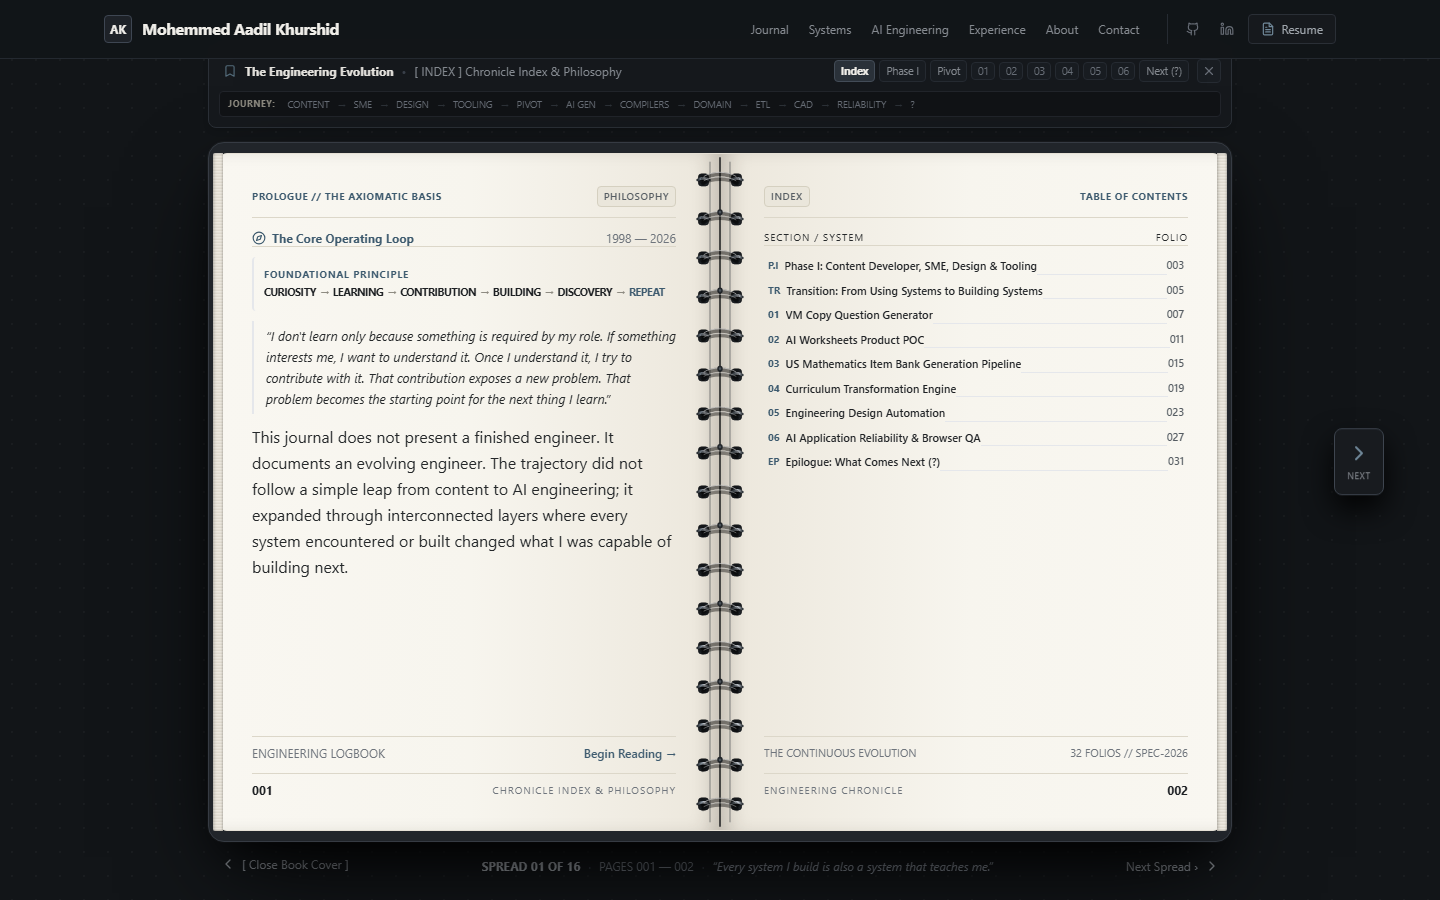 AK Mohemmed Aadil Khurshid Journal Systems AI Engineering Experience About Contact Resume
The Engineering Evolution · [ INDEX ] Chronicle Index & Philosophy Index Phase I Pivot 01 02 03 04 05 06 Next (?)
JOURNEY: CONTENT → SME → DESIGN → TOOLING → PIVOT → AI GEN → COMPILERS → DOMAIN → ETL → CAD → RELIABILITY → ?
PROLOGUE // THE AXIOMATIC BASIS PHILOSOPHY
The Core Operating Loop 1998 — 2026
FOUNDATIONAL PRINCIPLE
CURIOSITY → LEARNING → CONTRIBUTION → BUILDING → DISCOVERY → REPEAT
“I don't learn only because something is required by my role. If something
interests me, I want to understand it. Once I understand it, I try to
contribute with it. That contribution exposes a new problem. That
problem becomes the starting point for the next thing I learn.”
This journal does not present a finished engineer. It
documents an evolving engineer. The trajectory did not
follow a simple leap from content to AI engineering; it
expanded through interconnected layers where every
system encountered or built changed what I was capable of
building next.
ENGINEERING LOGBOOK Begin Reading →
001 CHRONICLE INDEX & PHILOSOPHY
INDEX TABLE OF CONTENTS
SECTION / SYSTEM FOLIO
P.I Phase I: Content Developer, SME, Design & Tooling 003
TR Transition: From Using Systems to Building Systems 005
01 VM Copy Question Generator 007
02 AI Worksheets Product POC 011
03 US Mathematics Item Bank Generation Pipeline 015
04 Curriculum Transformation Engine 019
05 Engineering Design Automation 023
06 AI Application Reliability & Browser QA 027
EP Epilogue: What Comes Next (?) 031
THE CONTINUOUS EVOLUTION 32 FOLIOS // SPEC-2026
ENGINEERING CHRONICLE 002
NEXT
[ Close Book Cover ] SPREAD 01 OF 16 · PAGES 001 — 002 · “Every system I build is also a system that teaches me.” Next Spread ›